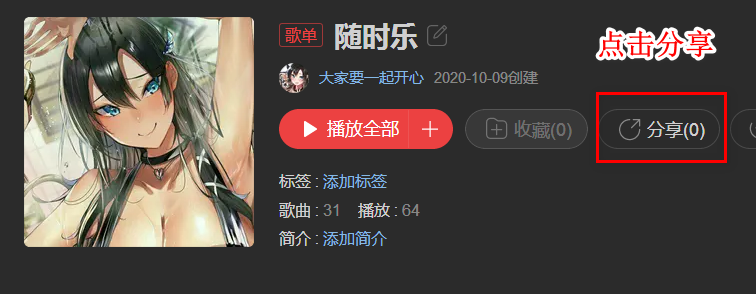 歌单 随时乐
点击分享
大家要一起开心 2020-10-09创建
播放全部 收藏(0) 分享(0)
标签 : 添加标签
歌曲 : 31 播放 : 64
简介 : 添加简介